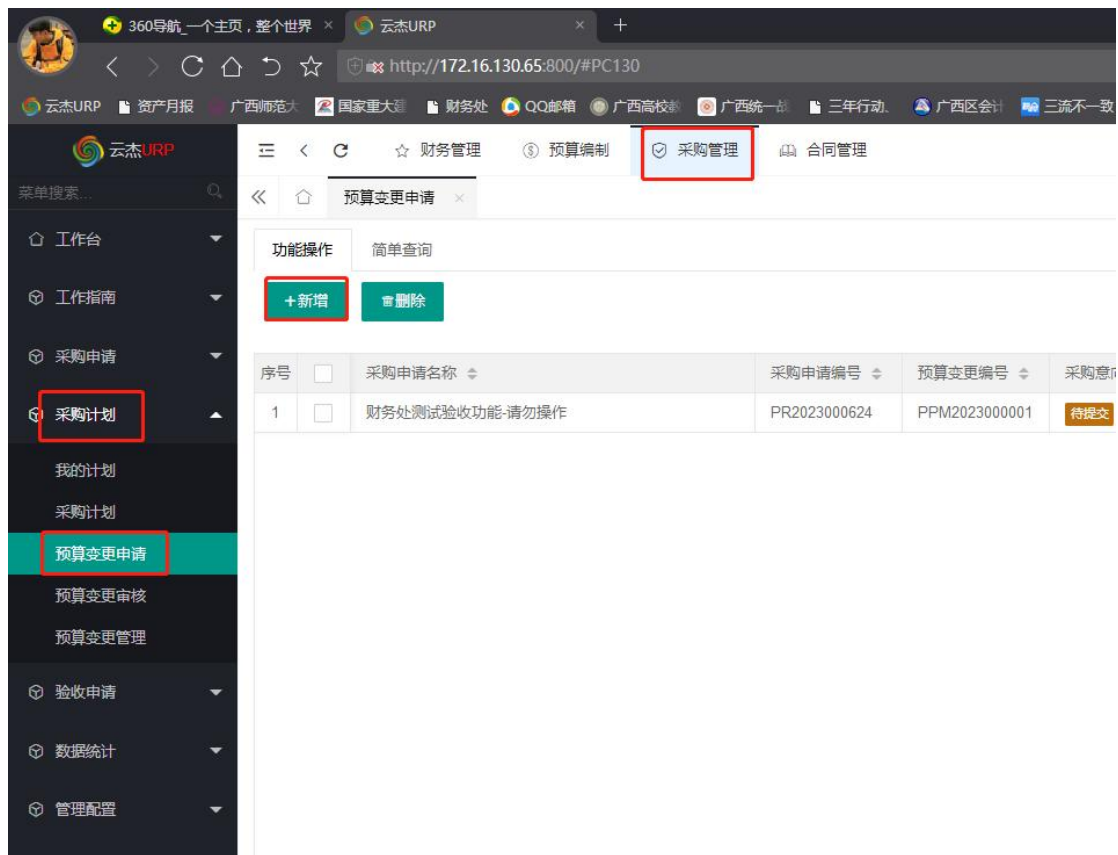 360导航_一个主页，整个世界 × 云杰URP × +
http://172.16.130.65:800/#PC130
云杰URP 资产月报 广西师范大 国家重大 财务处 QQ邮箱 广西高校 广西统一 三年行动. 广西区会计 三流不一致
云杰URP 财务管理 预算编制 采购管理 合同管理
菜单搜索... 预算变更申请 ×
工作台 功能操作 简单查询
工作指南 +新增 删除
采购申请 序号 采购申请名称 采购申请编号 预算变更编号 采购意向
采购计划 1 财务处测试验收功能-请勿操作 PR2023000624 PPM2023000001 待提交
我的计划
采购计划
预算变更申请
预算变更审核
预算变更管理
验收申请
数据统计
管理配置